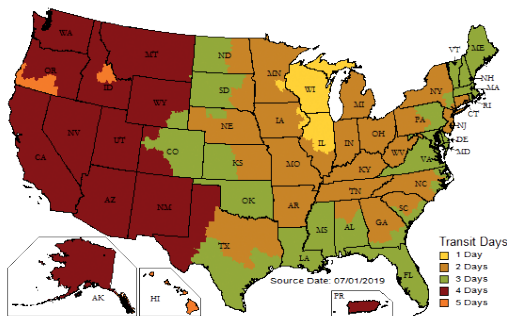 WA
MT
ND
MN
VT
ME
OR
ID
SD
WI
MI
NY
NH
MA
WY
IA
PA
RI
CT
NE
NJ
NV
UT
CO
IL
IN
OH
DE
MD
CA
KS
MO
WV
VA
KY
AZ
NM
OK
AR
TN
NC
SC
TX
MS
AL
GA
LA
FL
AK
HI
PR
Source Date: 07/01/2019
Transit Days
1 Day
2 Days
3 Days
4 Days
5 Days